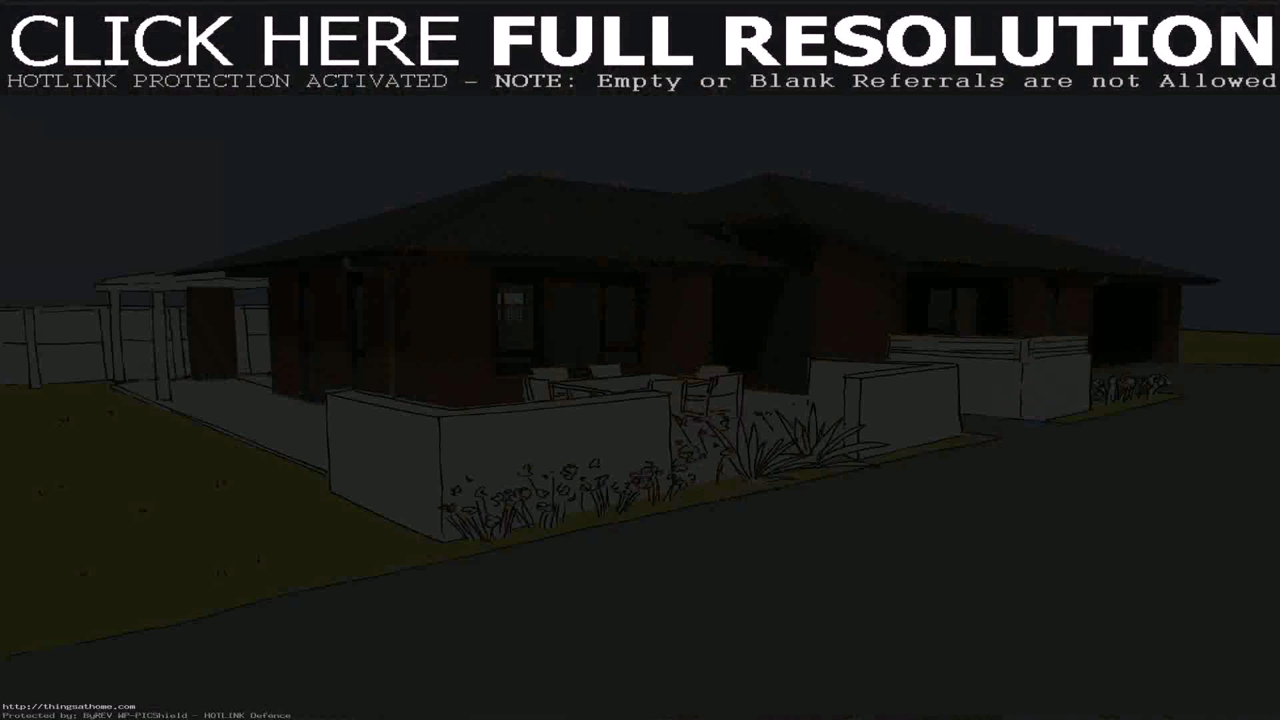 CLICK HERE FULL RESOLUTION
HOTLINK PROTECTION ACTIVATED - NOTE: Empty or Blank Referrals are not Allowed
http://thingsathome.com
Protected by: ByREV WP-PICShield - HOTLINK Defence